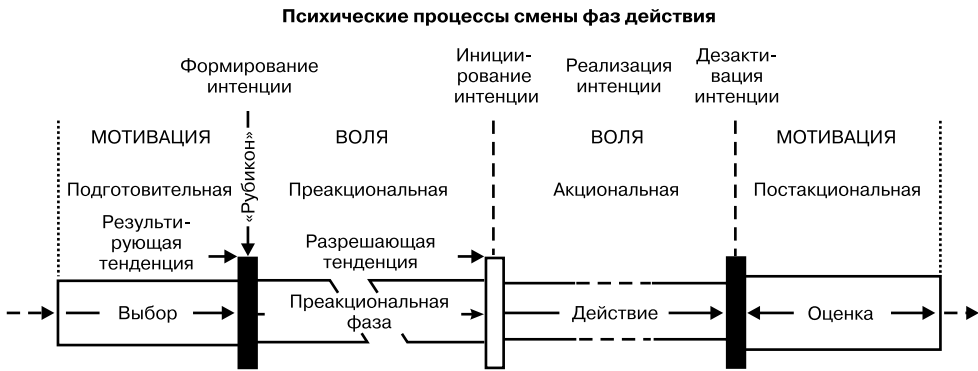 Психические процессы смены фаз действия
Формирование
интенции
Иниции-
рование
интенции
Реализация
интенции
Дезакти-
вация
интенции
МОТИВАЦИЯ
«Рубикон»
ВОЛЯ
ВОЛЯ
МОТИВАЦИЯ
Подготовительная
Преакциональная
Акциональная
Постакциональная
Результи-
рующая
тенденция
Разрешающая
тенденция
Выбор
Преакциональная
фаза
Действие
Оценка